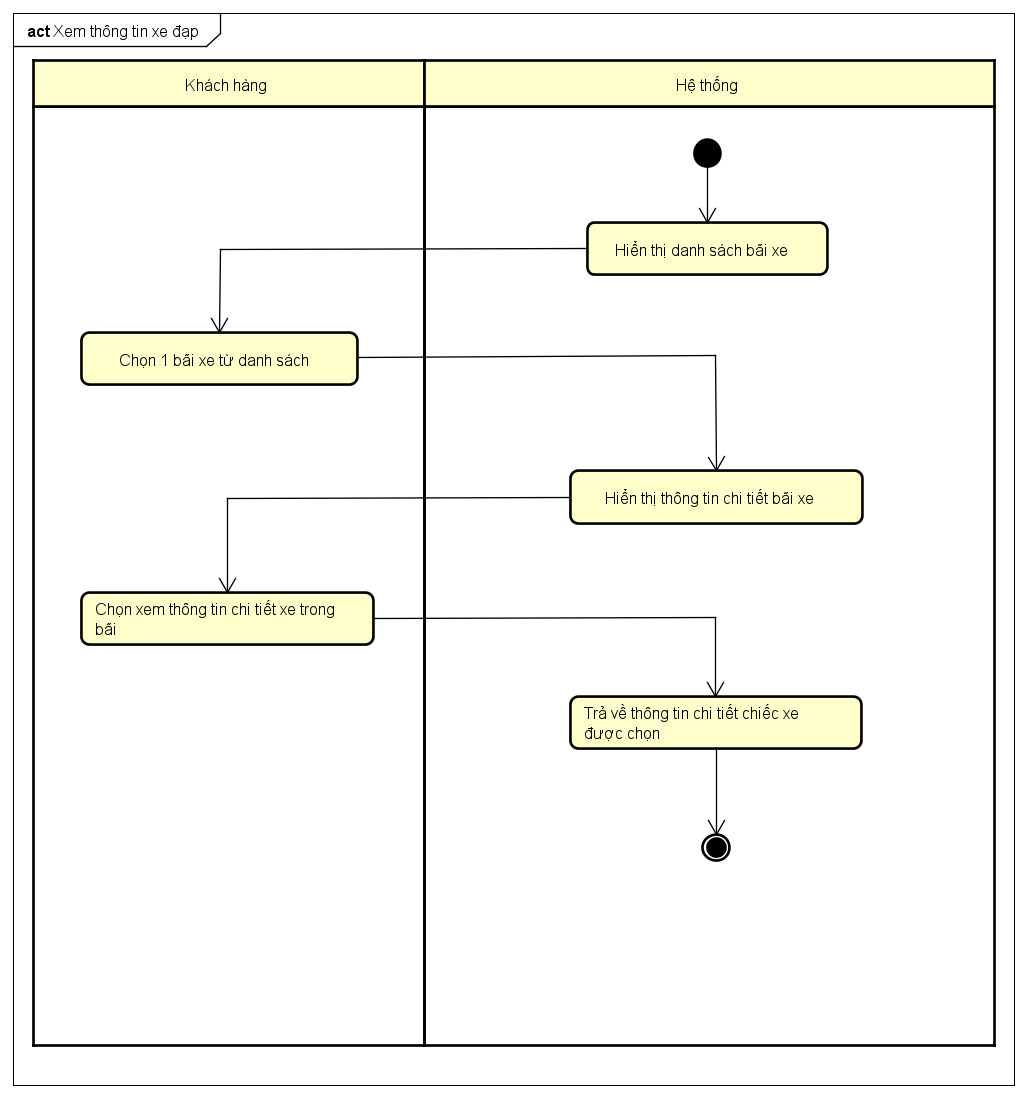 act Xem thông tin xe đạp
Khách hàng
Hệ thống
Hiển thị danh sách bãi xe
Chọn 1 bãi xe từ danh sách
Hiển thị thông tin chi tiết bãi xe
Chọn xem thông tin chi tiết xe trong
bãi
Trả về thông tin chi tiết chiếc xe
được chọn